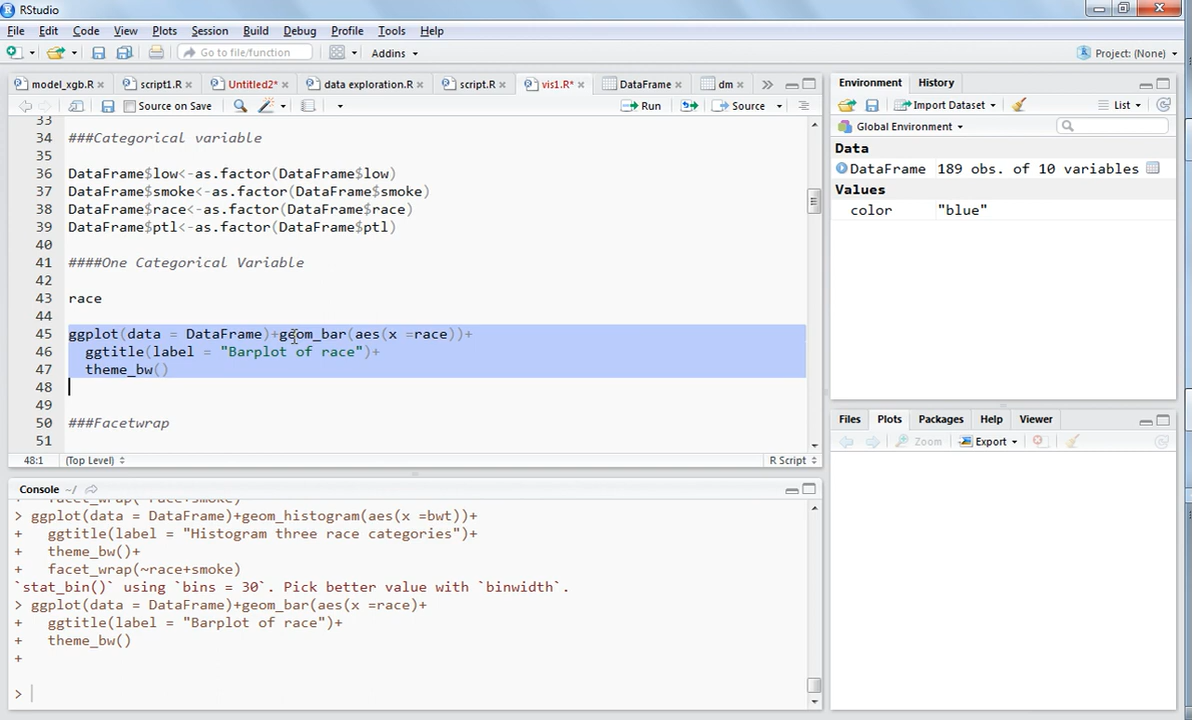 RStudio
File Edit Code View Plots Session Build Debug Profile Tools Help
Go to file/function Addins Project: (None)
model_xgb.R script1.R Untitled2* data exploration.R script.R vis1.R* DataFrame dm
Source on Save Run Source
33
34 ###Categorical variable
35
36 DataFrame$low<-as.factor(DataFrame$low)
37 DataFrame$smoke<-as.factor(DataFrame$smoke)
38 DataFrame$race<-as.factor(DataFrame$race)
39 DataFrame$ptl<-as.factor(DataFrame$ptl)
40
41 ####One Categorical Variable
42
43 race
44
45 ggplot(data = DataFrame)+geom_bar(aes(x =race))+
46 ggtitle(label = "Barplot of race")+
47 theme_bw()
48
49
50 ###Facetwrap
51
48:1 (Top Level) R Script
Console ~/
+ facet_wrap(~race+smoke)
> ggplot(data = DataFrame)+geom_histogram(aes(x =bwt))+
+ ggtitle(label = "Histogram three race categories")+
+ theme_bw()+
+ facet_wrap(~race+smoke)
`stat_bin()` using `bins = 30`. Pick better value with `binwidth`.
> ggplot(data = DataFrame)+geom_bar(aes(x =race)+
+ ggtitle(label = "Barplot of race")+
+ theme_bw()
+
>
Environment History
Import Dataset List
Global Environment
Data
DataFrame 189 obs. of 10 variables
Values
color "blue"
Files Plots Packages Help Viewer
Zoom Export